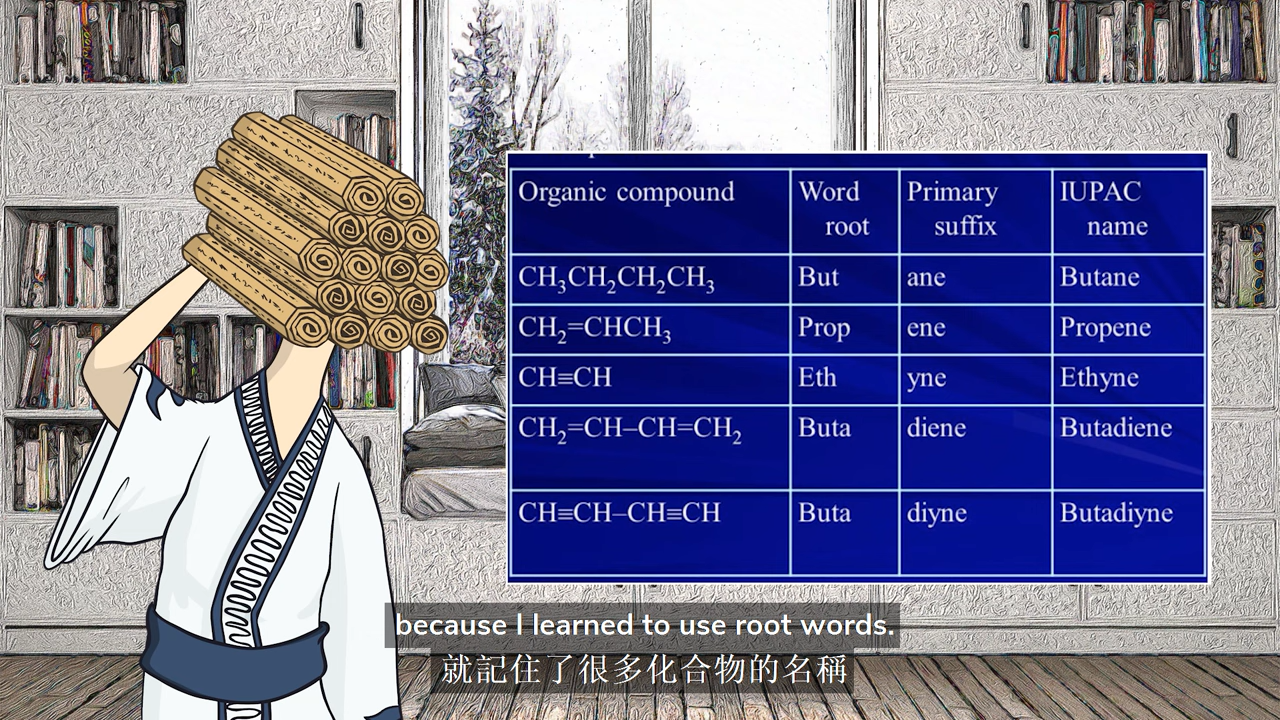 Organic compound Word root Primary suffix IUPAC name
CH₃CH₂CH₂CH₃ But ane Butane
CH₂=CHCH₃ Prop ene Propene
CH≡CH Eth yne Ethyne
CH₂=CH–CH=CH₂ Buta diene Butadiene
CH≡CH–CH≡CH Buta diyne Butadiyne
because I learned to use root words.
就記住了很多化合物的名稱